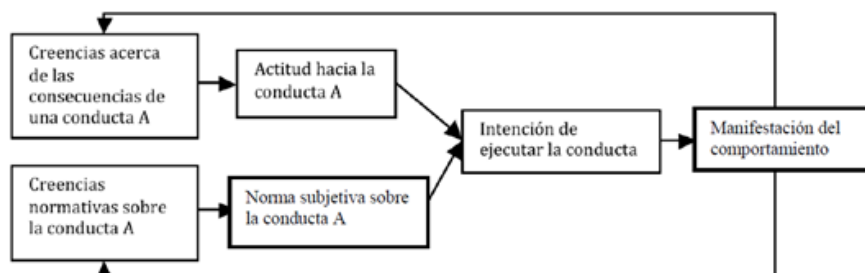 Creencias acerca
de las
consecuencias de
una conducta A
Actitud hacia la
conducta A
Intención de
ejecutar la conducta
Manifestación del
comportamiento
Creencias
normativas sobre
la conducta A
Norma subjetiva sobre
la conducta A